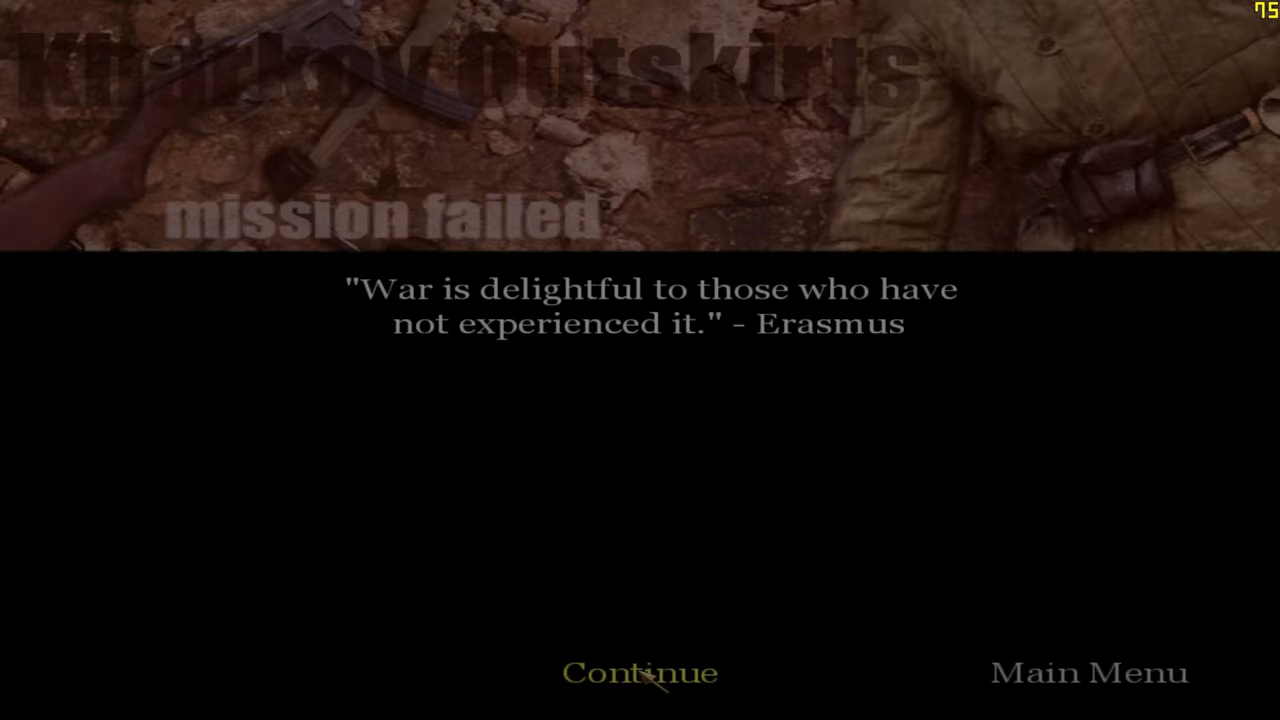 75
Kharkov Outskirts
mission failed
"War is delightful to those who have
not experienced it." - Erasmus
Continue
Main Menu